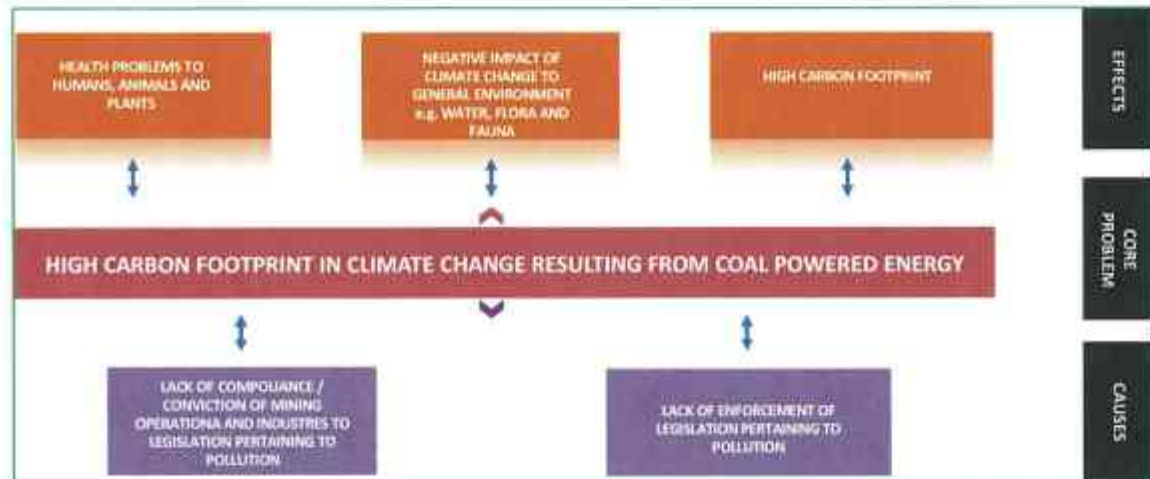 HEALTH PROBLEMS TO
HUMANS, ANIMALS AND
PLANTS
NEGATIVE IMPACT OF
CLIMATE CHANGE TO
GENERAL ENVIRONMENT
e.g. WATER, FLORA AND
FAUNA
HIGH CARBON FOOTPRINT
EFFECTS
HIGH CARBON FOOTPRINT IN CLIMATE CHANGE RESULTING FROM COAL POWERED ENERGY
CORE
PROBLEM
LACK OF COMPOLIANCE /
CONVICTION OF MINING
OPERATIONA AND INDUSTRES TO
LEGISLATION PERTAINING TO
POLLUTION
LACK OF ENFORCEMENT OF
LEGISLATION PERTAINING TO
POLLUTION
CAUSES